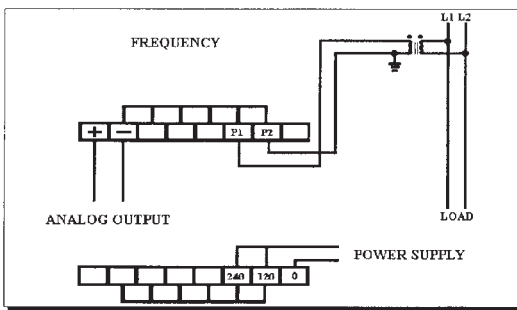 L1 L2
FREQUENCY
+ − P1 P2
ANALOG OUTPUT
LOAD
POWER SUPPLY
240 120 0